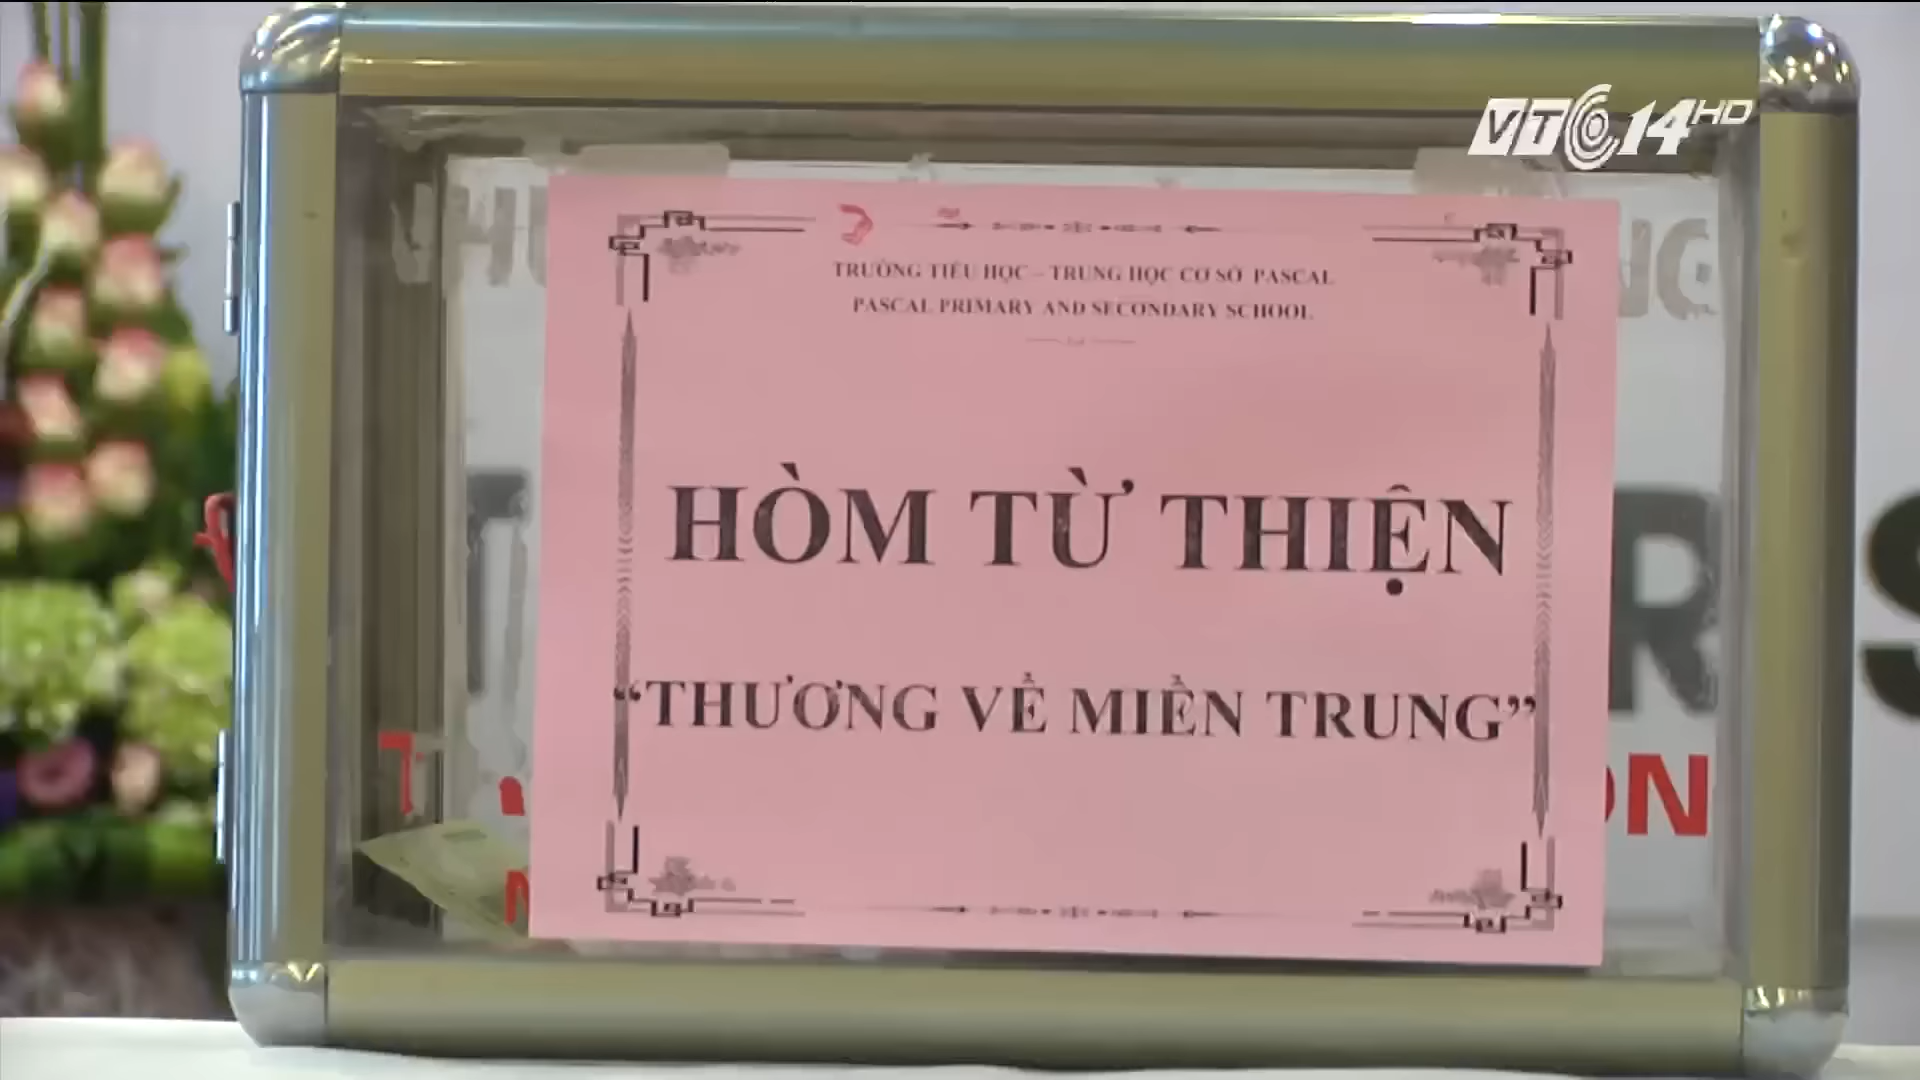 VTC14 HD
TRƯỜNG TIỂU HỌC – TRUNG HỌC CƠ SỞ PASCAL
PASCAL PRIMARY AND SECONDARY SCHOOL
HÒM TỪ THIỆN
“THƯƠNG VỀ MIỀN TRUNG”